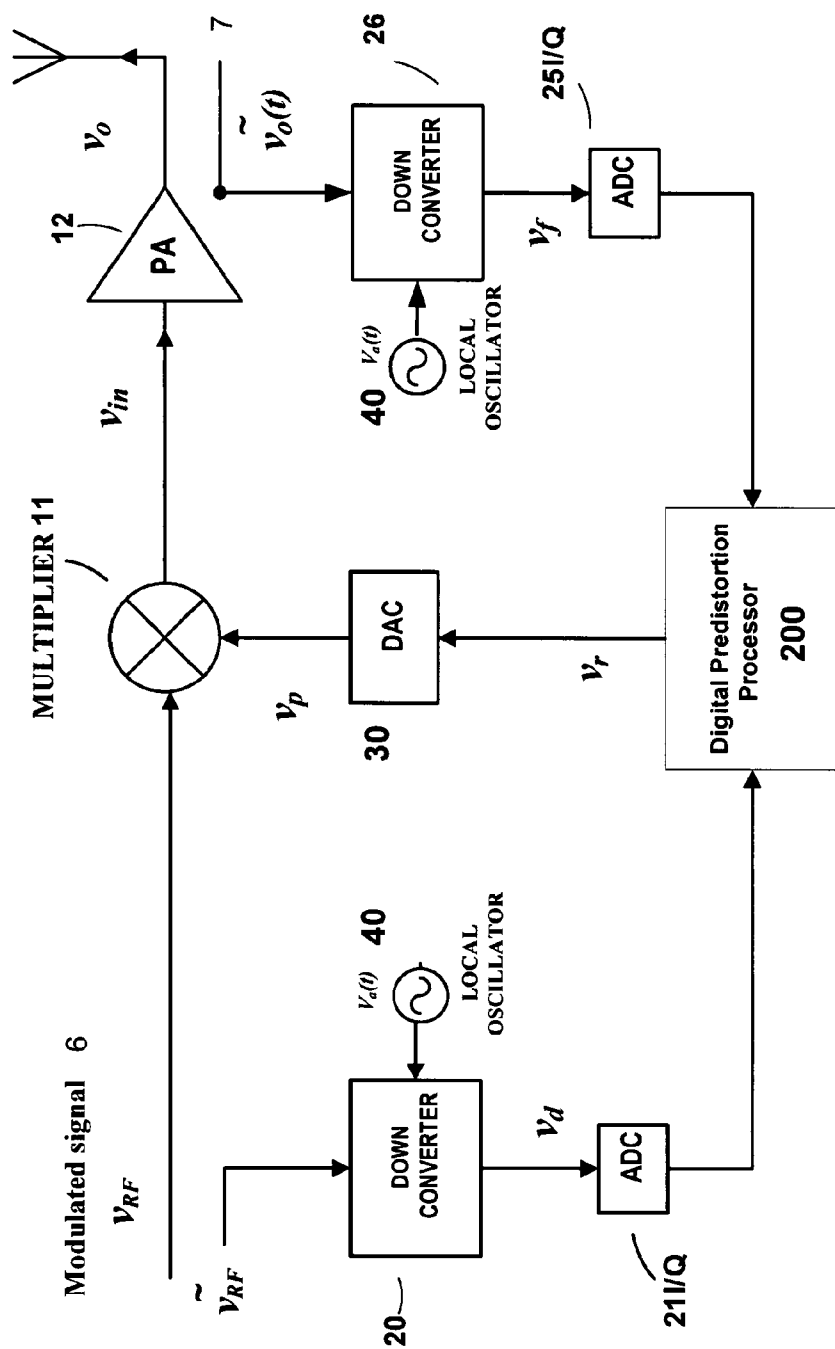 Modulated signal 6
v_RF
ṽ_RF
20
DOWN CONVERTER
V_a(t)
40
LOCAL
OSCILLATOR
v_d
ADC
21I/Q
MULTIPLIER 11
v_in
v_p
DAC
30
v_r
Digital Predistortion
Processor
200
12
PA
v_o
7
ṽ_o(t)
26
DOWN
CONVERTER
V_a(t)
40
LOCAL
OSCILLATOR
v_f
ADC
25I/Q